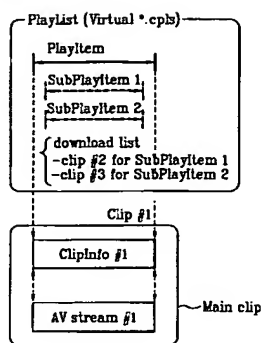 PlayList (Virtual *.cpls)
PlayItem
SubPlayItem 1
SubPlayItem 2
download list
-clip #2 for SubPlayItem 1
-clip #3 for SubPlayItem 2
Clip #1
ClipInfo #1
Main clip
AV stream #1